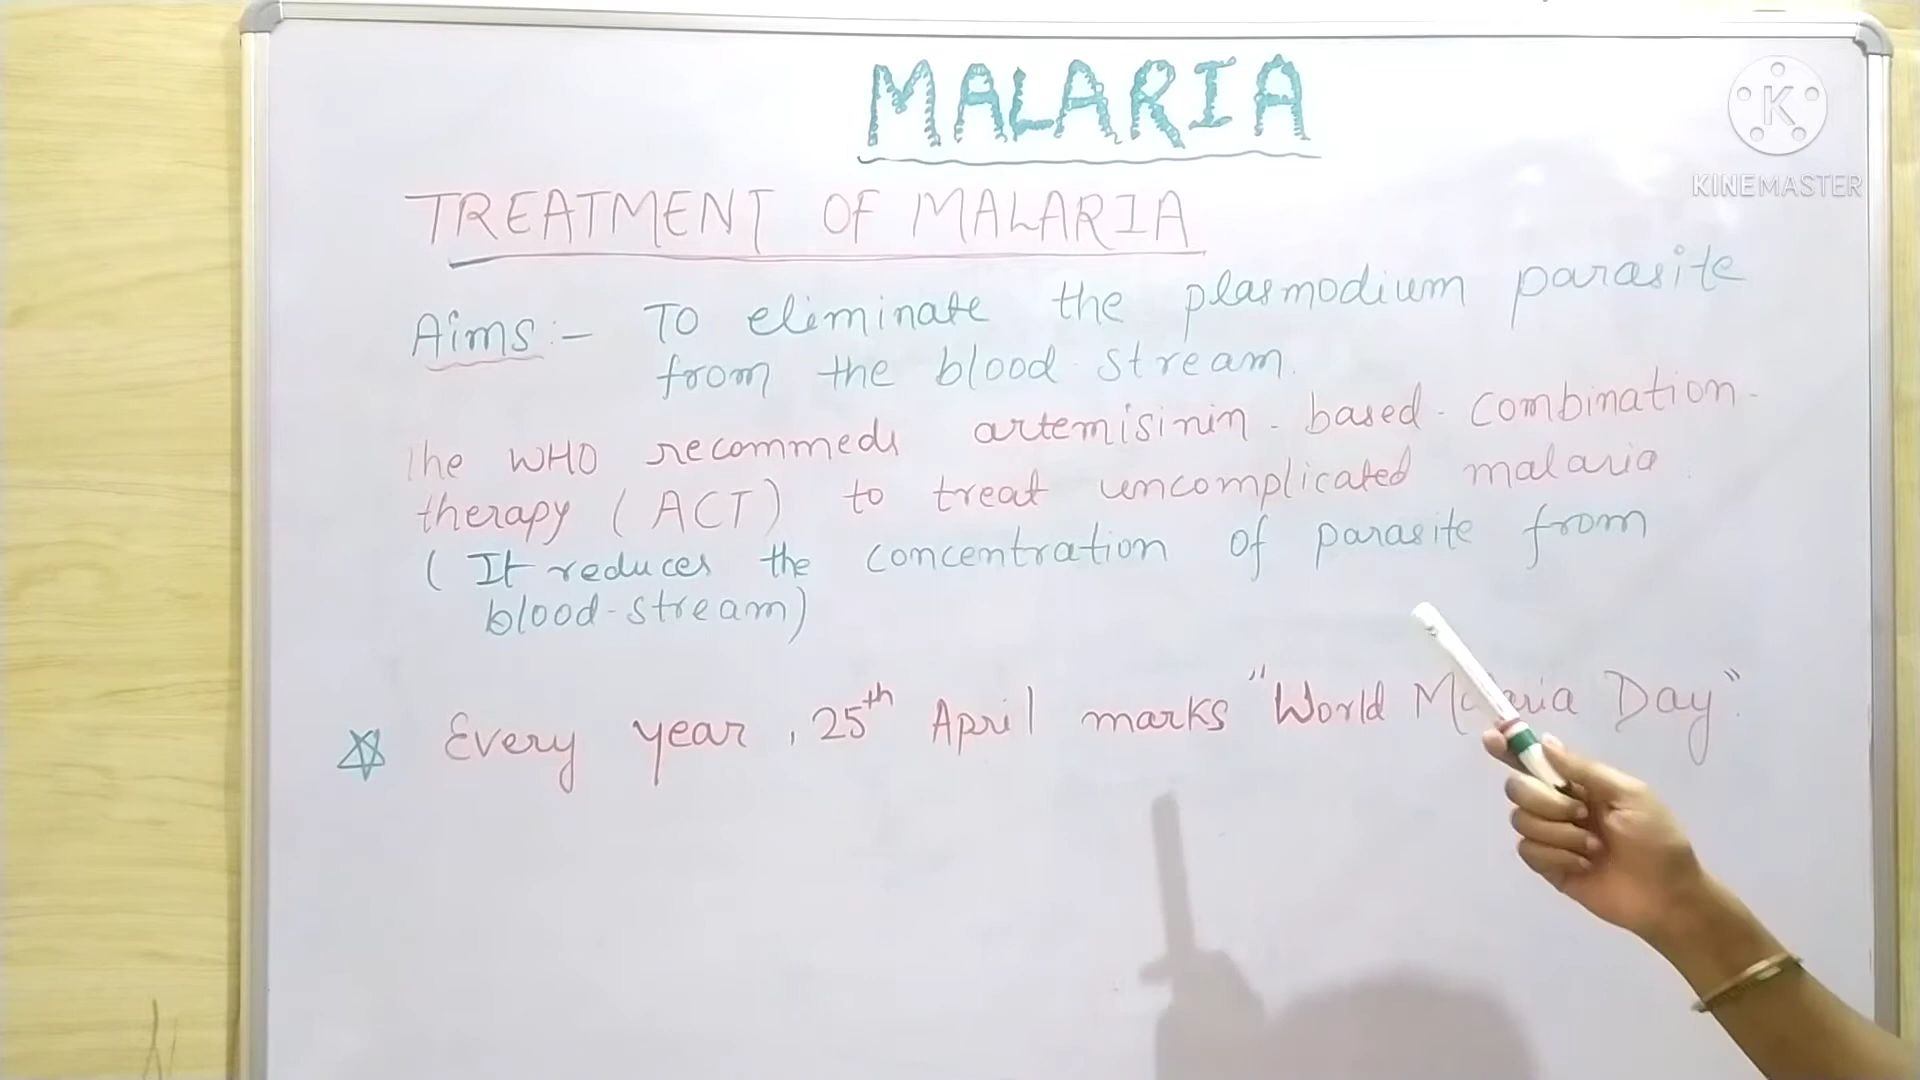 MALARIA
KINEMASTER
TREATMENT OF MALARIA
Aims:- To eliminate the plasmodium parasite
from the blood stream.
The WHO recommeds artemisinin-based-combination-
therapy (ACT) to treat uncomplicated malaria.
(It reduces the concentration of parasite from
blood-stream)
Every year, 25th April marks "World Malaria Day".